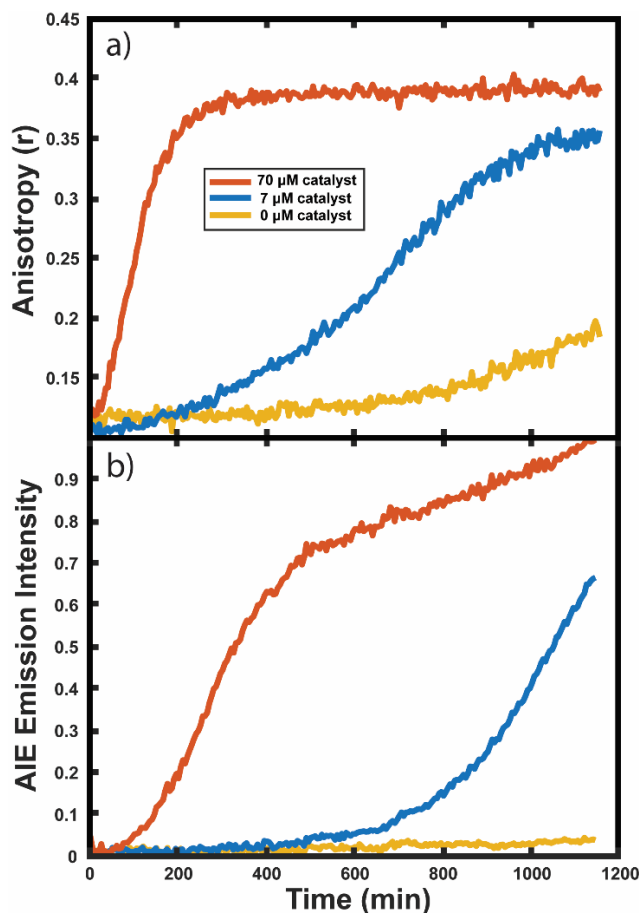 0.45
a)
0.4
0.35
70 µM catalyst
7 µM catalyst
0 µM catalyst
0.3
0.25
0.2
0.15
Anisotropy (r)
b)
0.9
0.8
0.7
0.6
0.5
0.4
0.3
0.2
0.1
0
AIE Emission Intensity
0 200 400 600 800 1000 1200
Time (min)